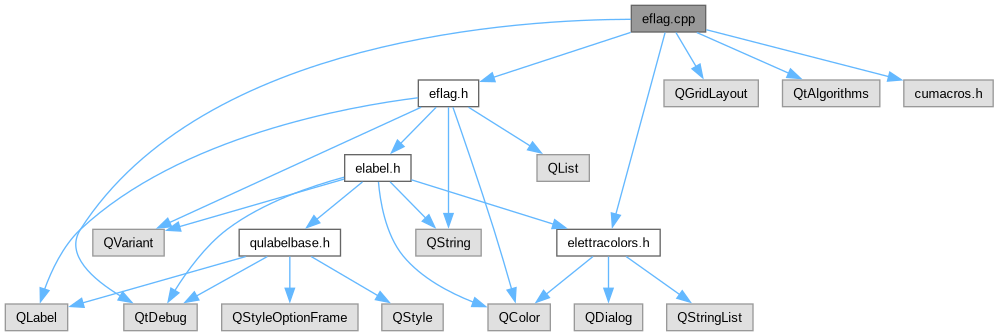 eflag.cpp
eflag.h
QGridLayout
QtAlgorithms
cumacros.h
elabel.h
QList
QVariant
qulabelbase.h
QString
elettracolors.h
QLabel
QtDebug
QStyleOptionFrame
QStyle
QColor
QDialog
QStringList